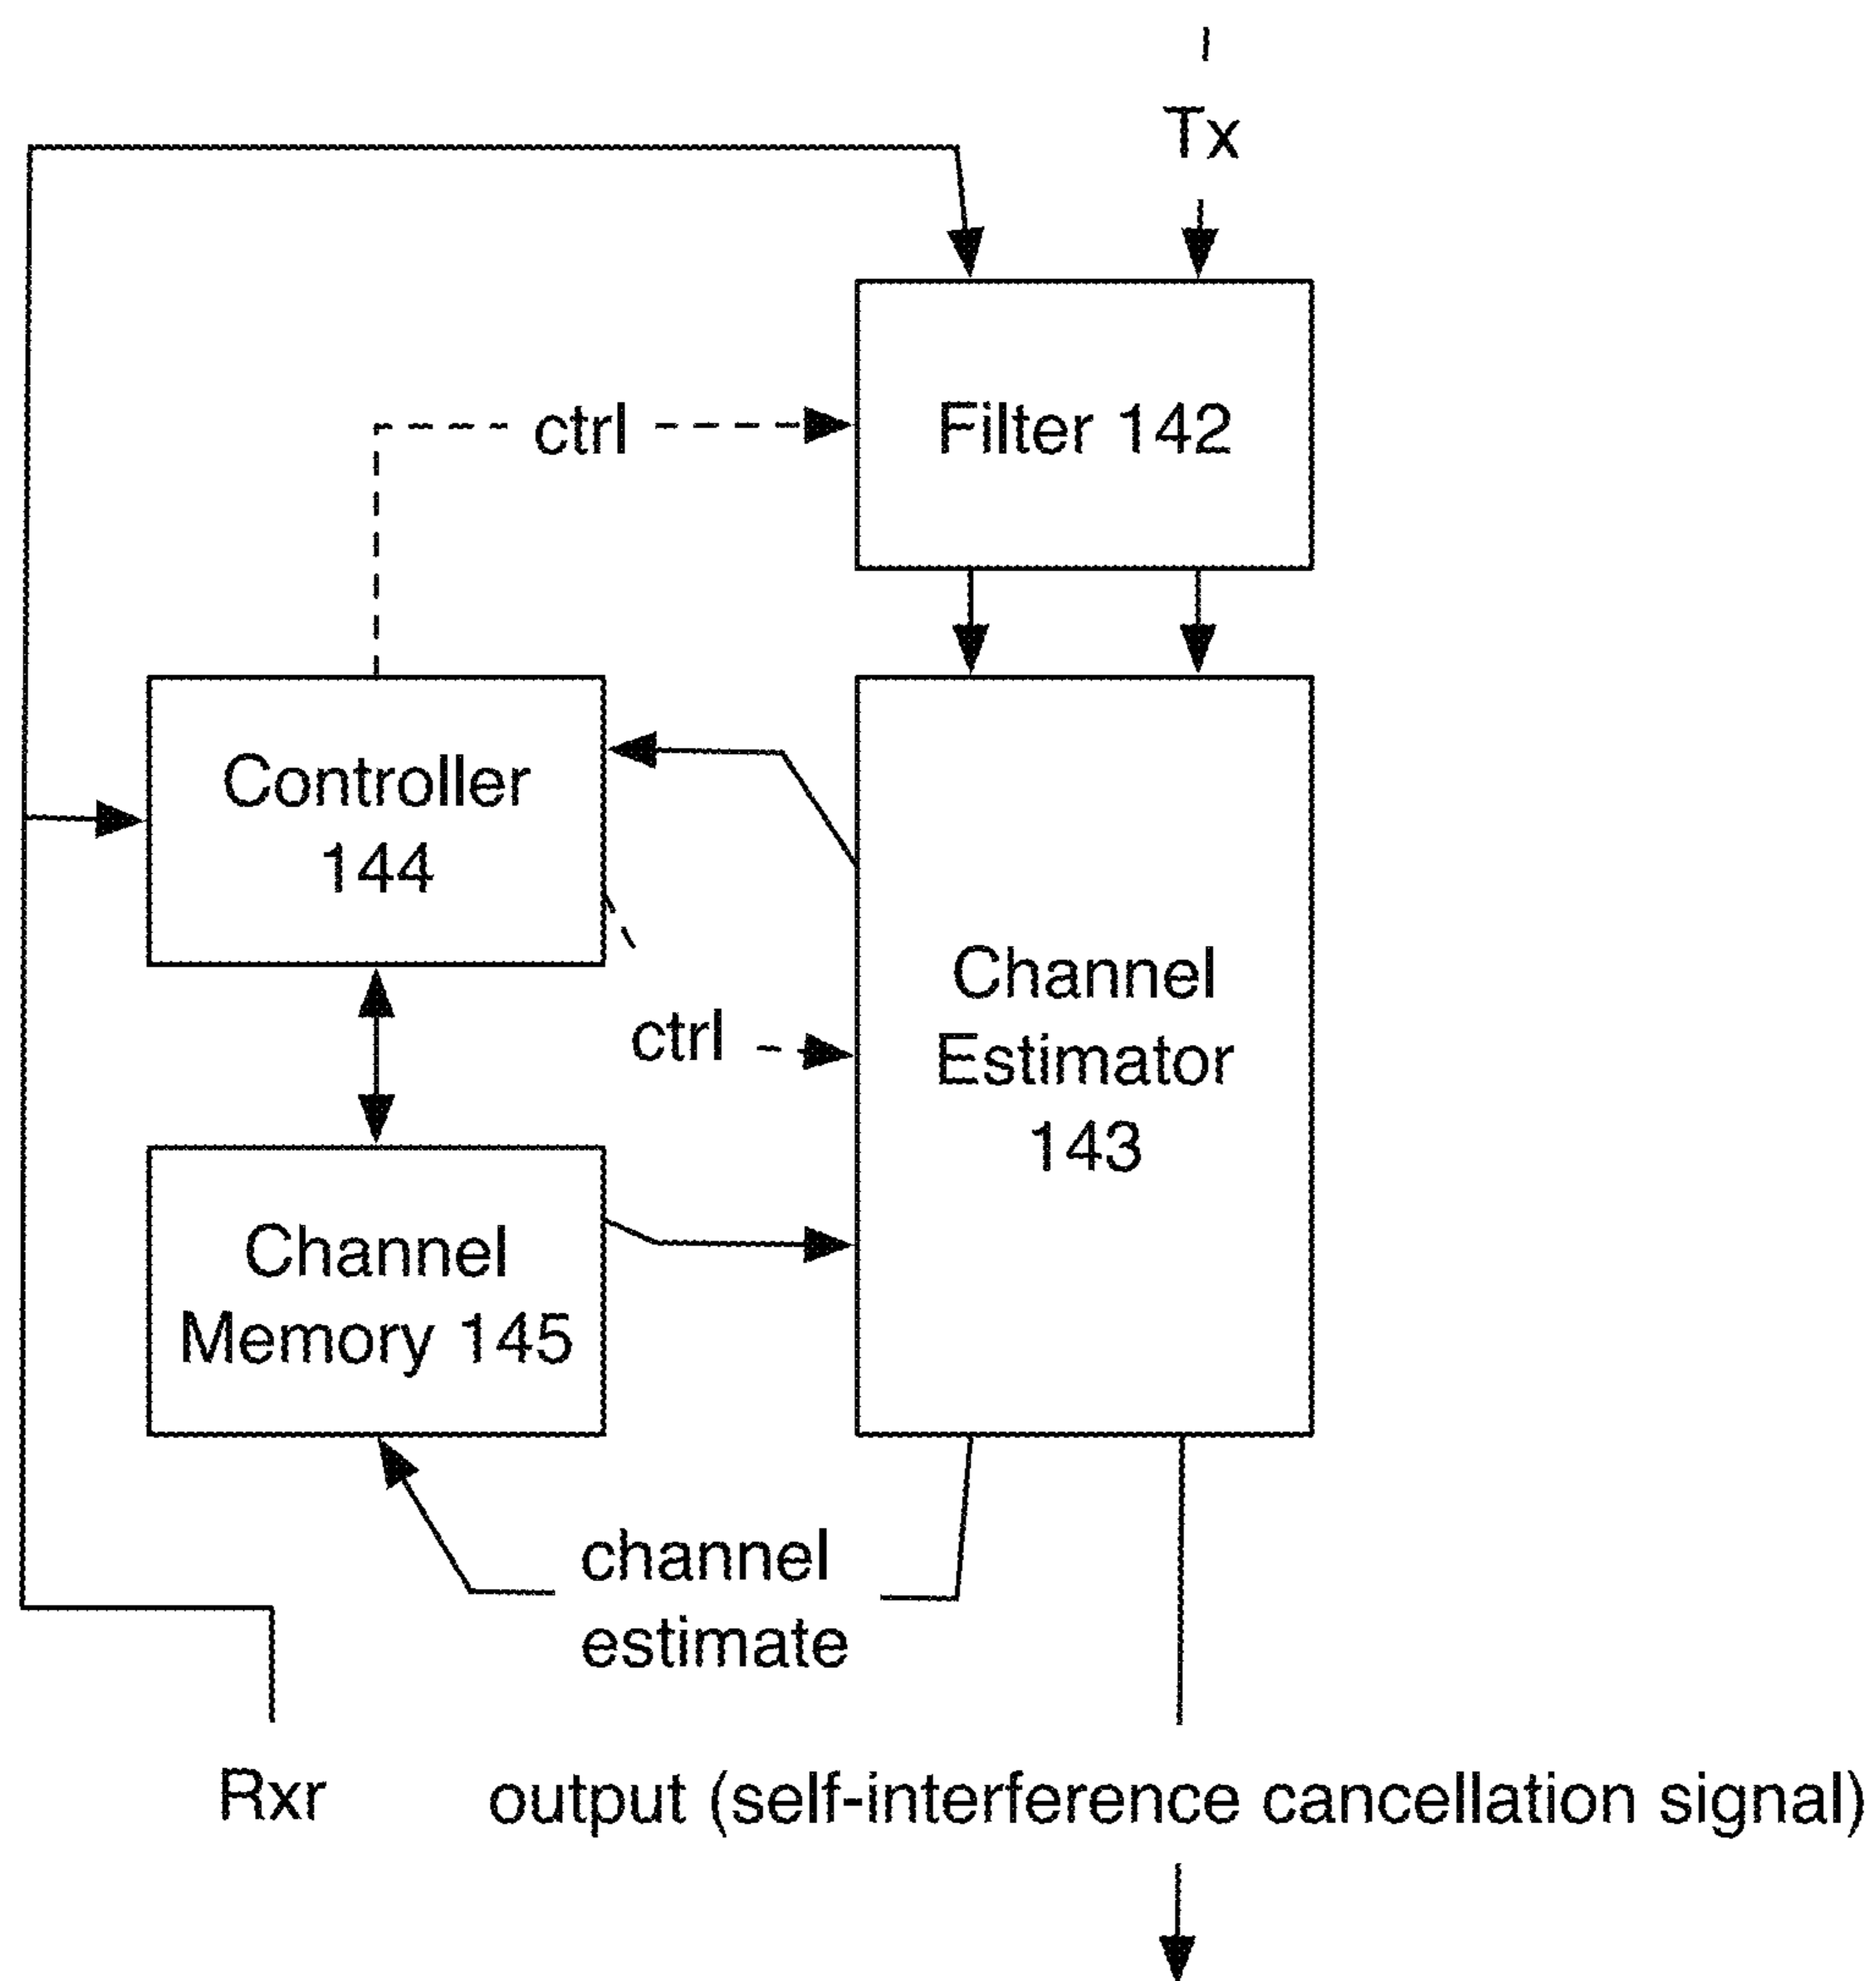 Tx
ctrl
Filter 142
Controller
144
Channel
Estimator
143
ctrl
Channel
Memory 145
channel
estimate
Rxr
output (self-interference cancellation signal)